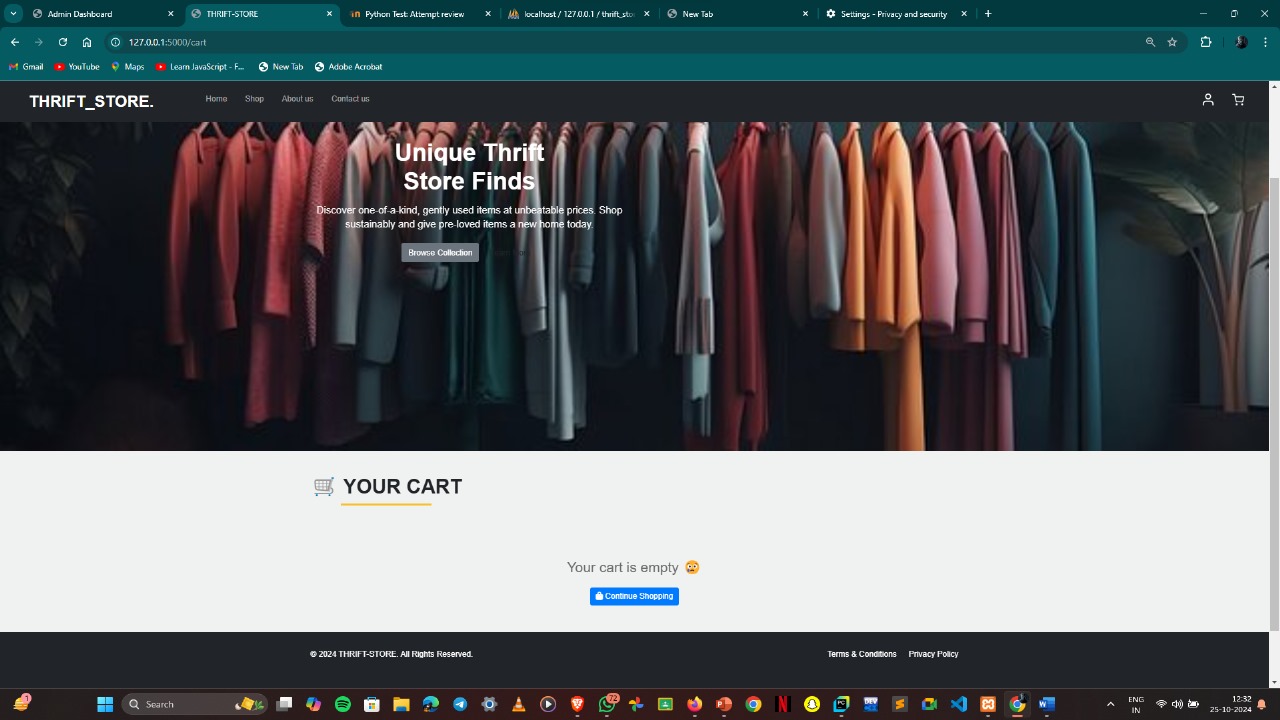 Admin Dashboard
THRIFT-STORE
Python Test: Attempt review
localhost / 127.0.0.1 / thrift_sto
New Tab
Settings - Privacy and security
127.0.0.1:5000/cart
Gmail
YouTube
Maps
Learn JavaScript - F...
New Tab
Adobe Acrobat
THRIFT_STORE.
Home
Shop
About us
Contact us
Unique Thrift
Store Finds
Discover one-of-a-kind, gently used items at unbeatable prices. Shop
sustainably and give pre-loved items a new home today.
Browse Collection
YOUR CART
Your cart is empty
Continue Shopping
© 2024 THRIFT-STORE. All Rights Reserved.
Terms & Conditions
Privacy Policy
1
Search
72
ENG
IN
12:32
25-10-2024